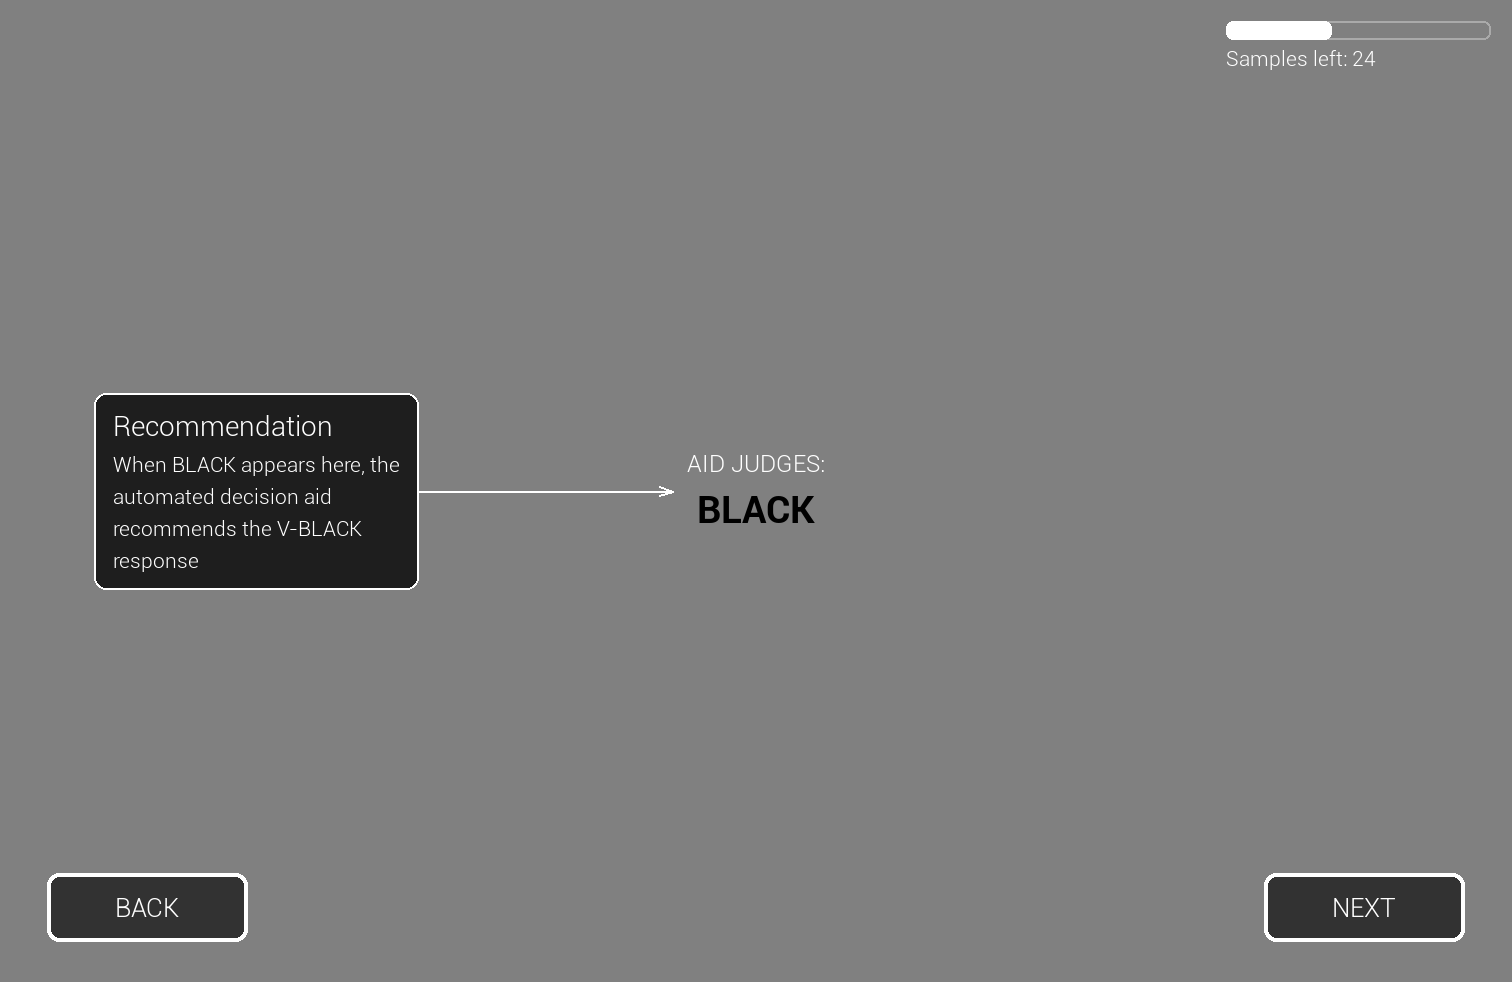 Samples left: 24
Recommendation
When BLACK appears here, the
automated decision aid
recommends the V-BLACK
response
AID JUDGES:
BLACK
BACK
NEXT